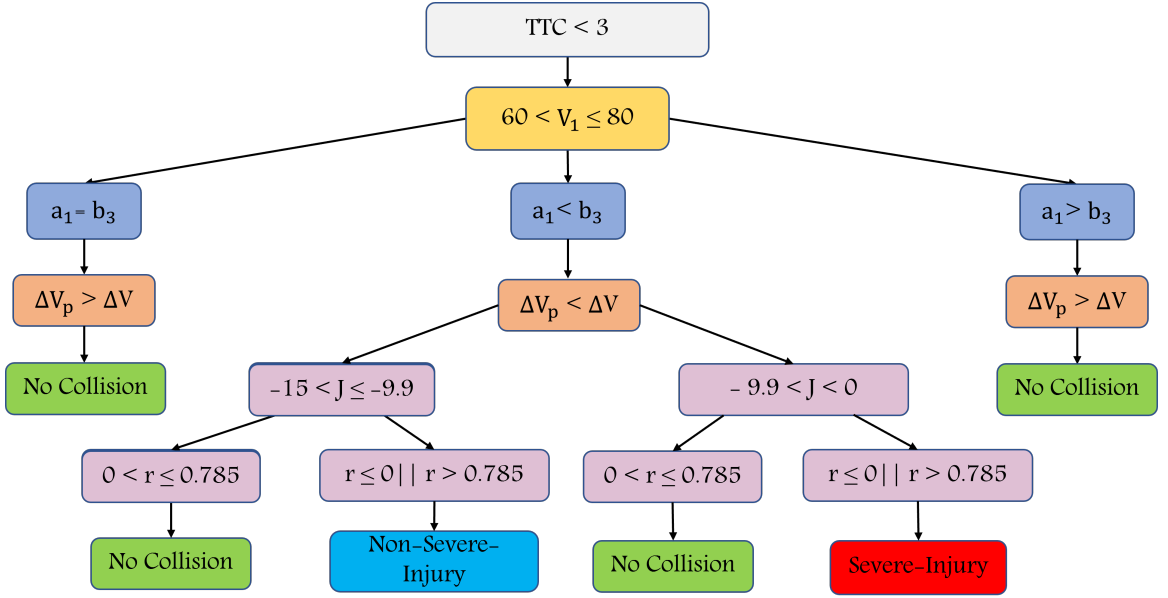 TTC < 3
60 < V₁ ≤ 80
a₁= b₃
a₁< b₃
a₁> b₃
ΔVₚ > ΔV
ΔVₚ < ΔV
ΔVₚ > ΔV
No Collision
-15 < J ≤ -9.9
- 9.9 < J < 0
No Collision
0 < r ≤ 0.785
r ≤ 0|| r > 0.785
0 < r ≤ 0.785
r ≤ 0|| r > 0.785
No Collision
Non-Severe-
Injury
No Collision
Severe-Injury